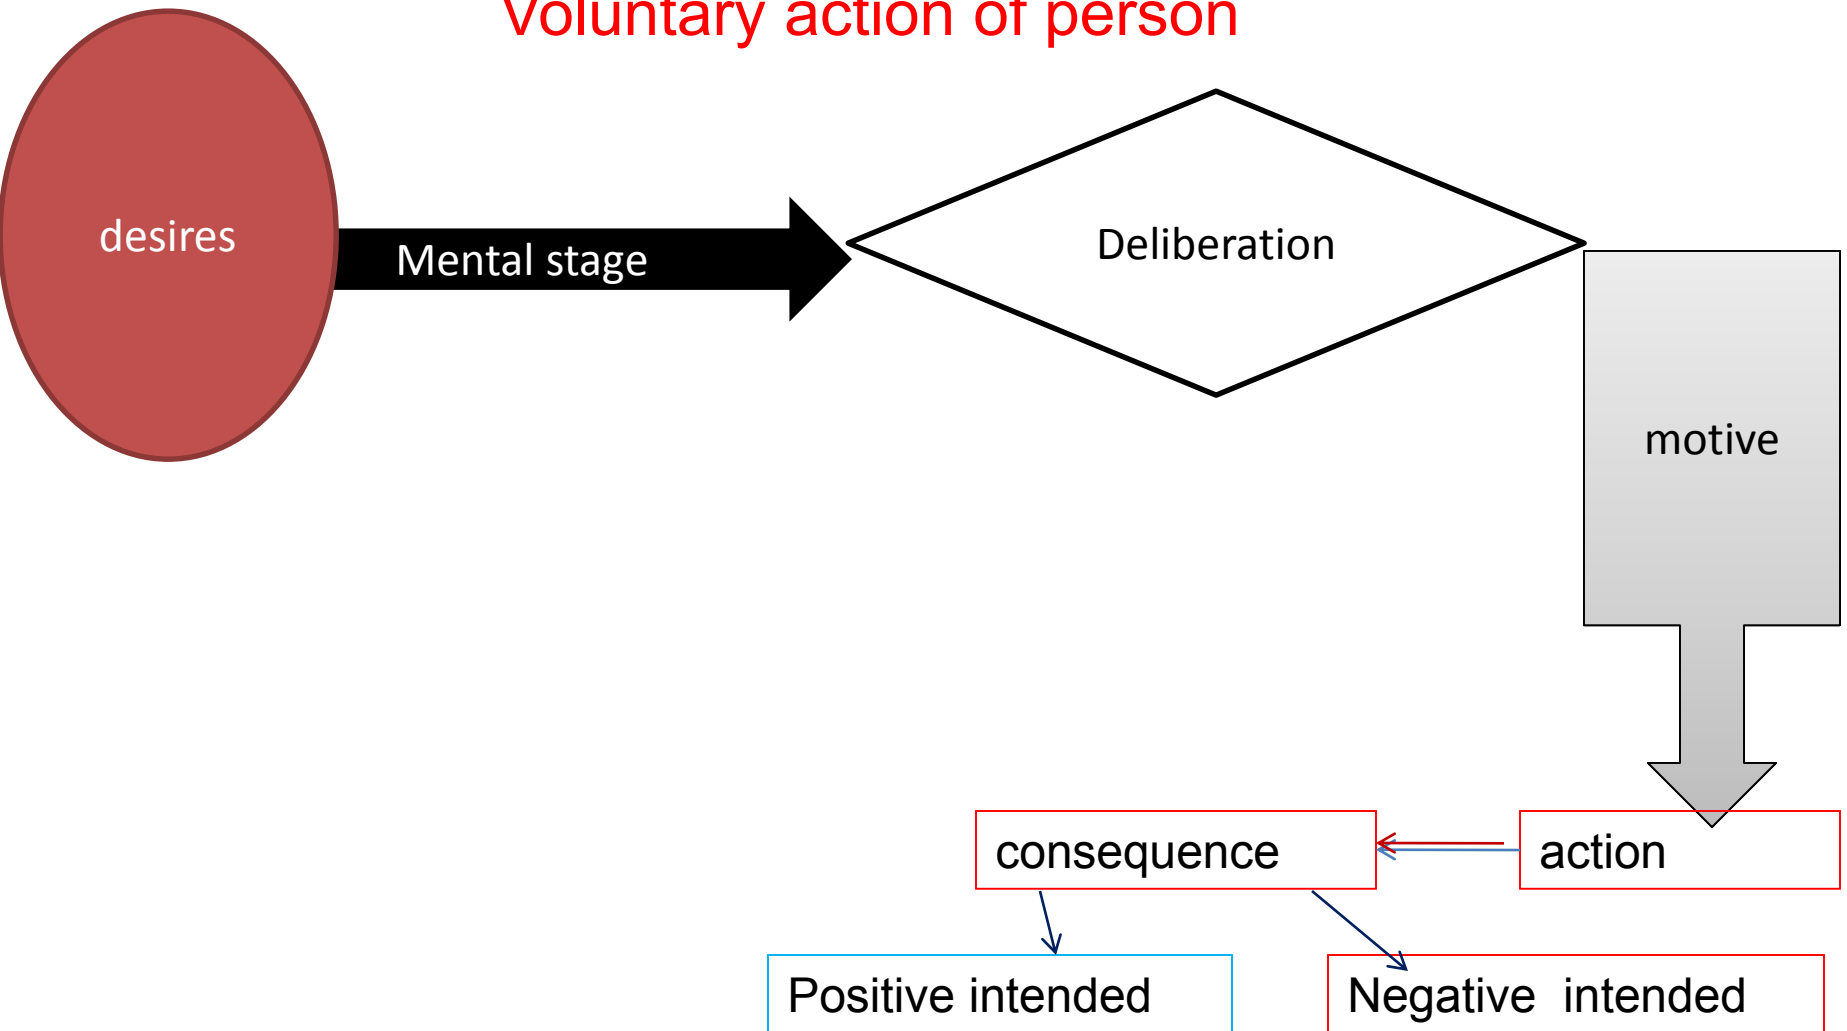 Voluntary action of person
desires
Mental stage
Deliberation
motive
consequence
action
Positive intended
Negative  intended